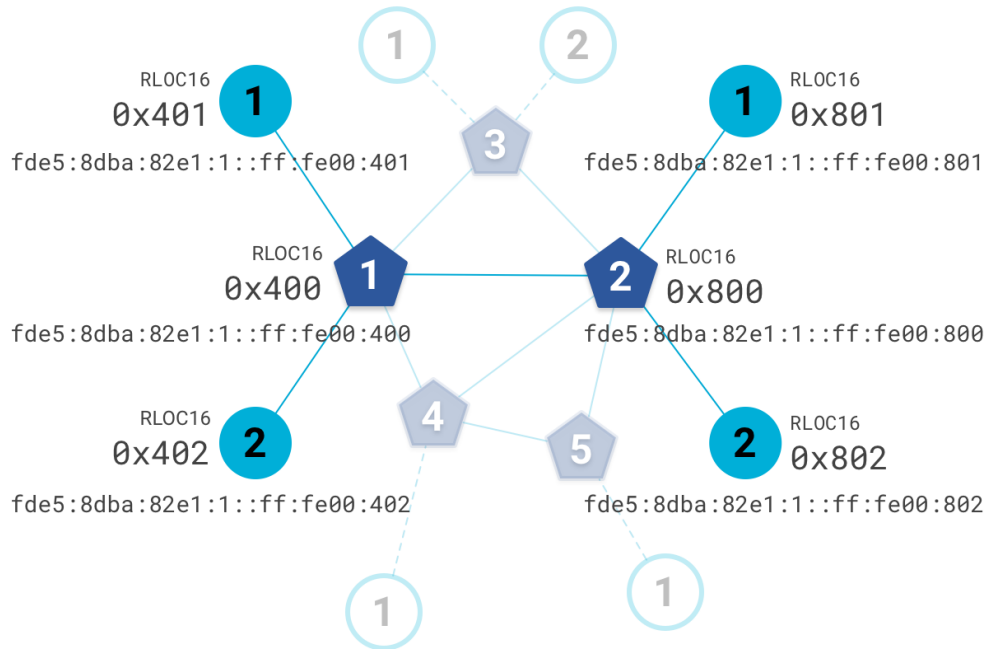 1
2
RLOC16
0x401
1
fde5:8dba:82e1:1::ff:fe00:401
1
RLOC16
0x801
fde5:8dba:82e1:1::ff:fe00:801
3
RLOC16
0x400
1
fde5:8dba:82e1:1::ff:fe00:400
2
RLOC16
0x800
fde5:8dba:82e1:1::ff:fe00:800
4
5
RLOC16
0x402
2
fde5:8dba:82e1:1::ff:fe00:402
2
RLOC16
0x802
fde5:8dba:82e1:1::ff:fe00:802
1
1